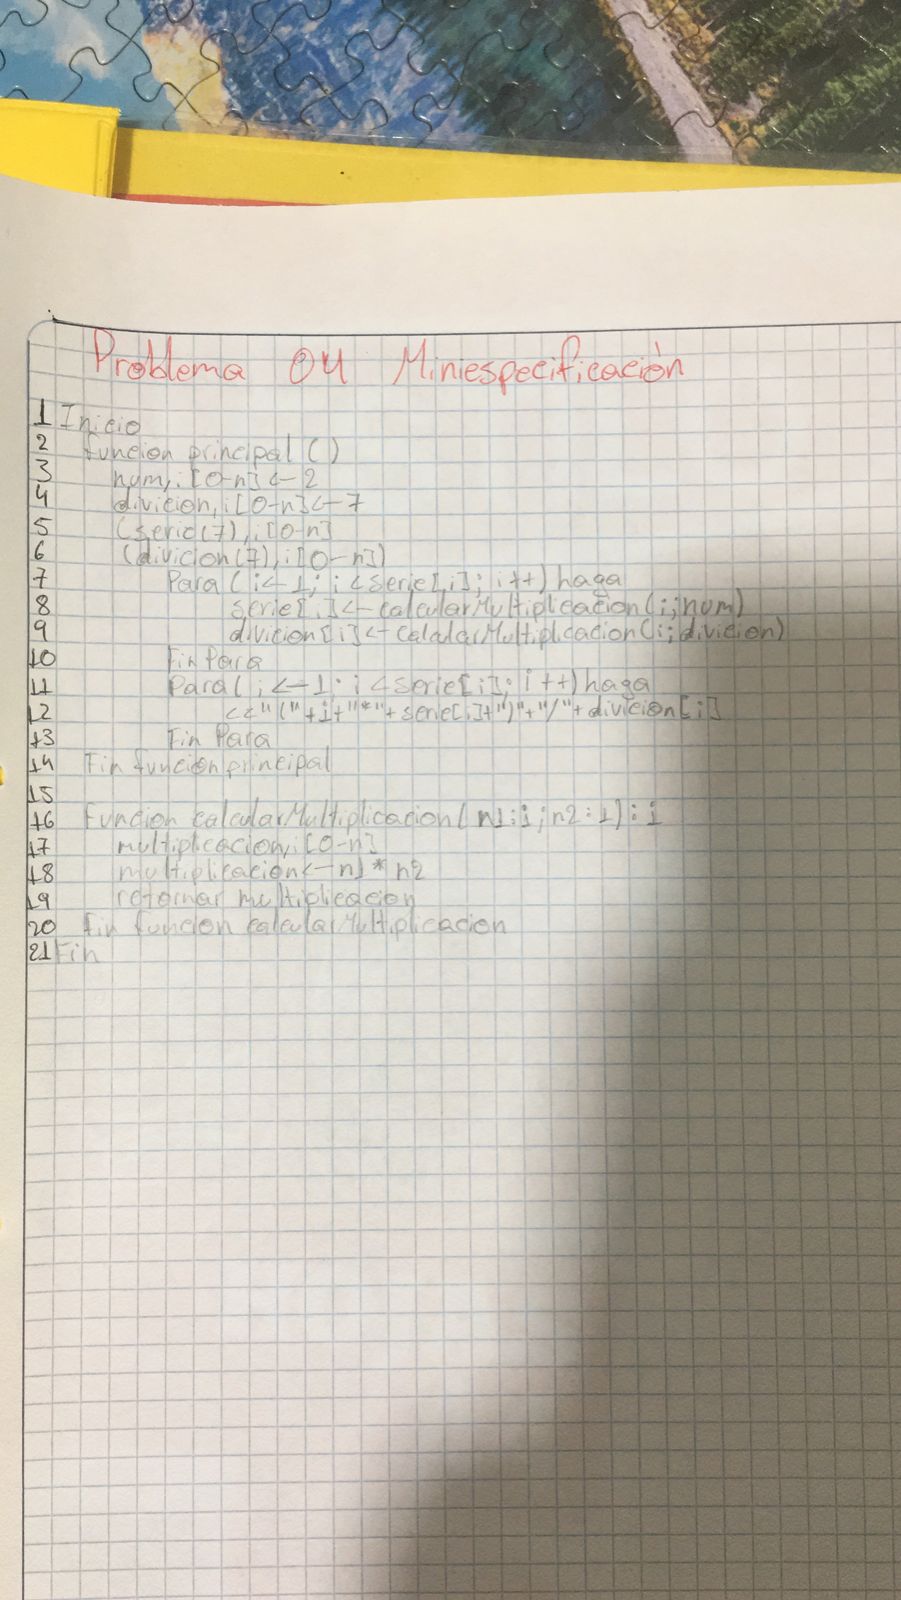 Problema 04 Miniespecificación
1 Inicio
2 funcion principal ()
3 num,i[0-n]<-2
4 divicion,i[0-n]<-7
5 (serie(7),i[0-n]
6 (divicion(7),i[0-n])
7 Para (i<-1; i<serie[i]; i++) haga
8 serie[i]<-calcularMultiplicacion(i;num)
9 divicion[i]<-calcularMultiplicacion(i;divicion)
10 Fin Para
11 Para(i<-1; i<serie[i]; i++)haga
12 <<"("+i+"*"+serie[i]+")"+"/"+divicion[i]
13 Fin Para
14 Fin función principal
15
16 Funcion calcularMultiplicacion(n1:i;n2:i):i
17 multiplicacion,i[0-n]
18 multiplicacion<-n1*n2
19 retornar multiplicacion
20 Fin funcion calcularMultiplicacion
21 Fin